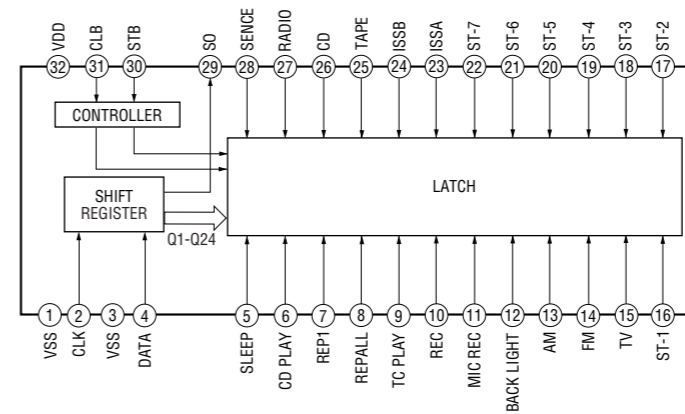 VDD
CLB
STB
SO
SENCE
RADIO
CD
TAPE
ISSB
ISSA
ST-7
ST-6
ST-5
ST-4
ST-3
ST-2
32
31
30
29
28
27
26
25
24
23
22
21
20
19
18
17
CONTROLLER
SHIFT
REGISTER
LATCH
Q1-Q24
1
2
3
4
5
6
7
8
9
10
11
12
13
14
15
16
VSS
CLK
VSS
DATA
SLEEP
CD PLAY
REP1
REPALL
TC PLAY
REC
MIC REC
BACK LIGHT
AM
FM
TV
ST-1